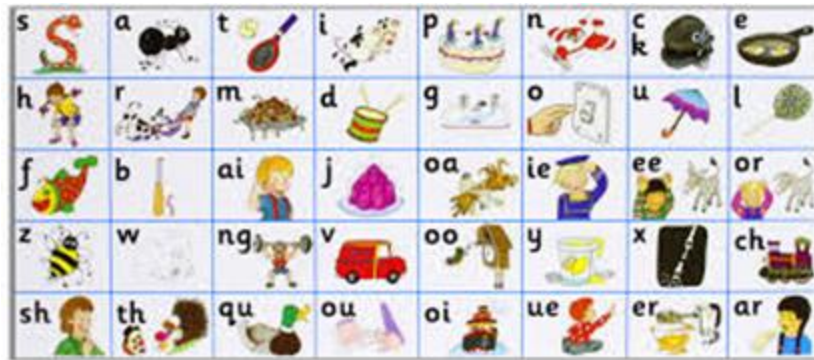 s a t i p n c k e
h r m d g o u l
f b ai j oa ie ee or
z w ng v oo y x ch
sh th qu ou oi ue er ar